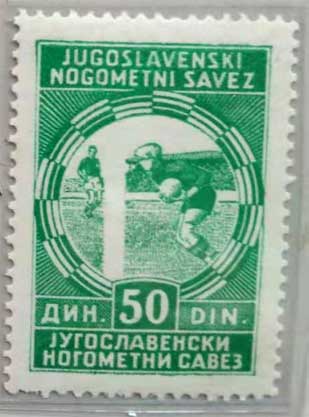 JUGOSLAVENSKI
NOGOMETNI SAVEZ
ДИН. 50 DIN.
ЈУГОСЛАВЕНСКИ
НОГОМЕТНИ САВЕЗ